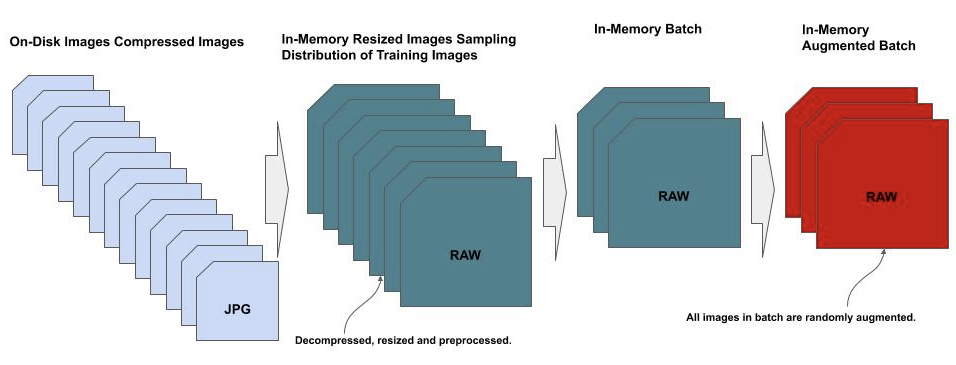 On-Disk Images Compressed Images
In-Memory Resized Images Sampling
Distribution of Training Images
In-Memory Batch
In-Memory
Augmented Batch
JPG
RAW
RAW
RAW
Decompressed, resized and preprocessed.
All images in batch are randomly augmented.